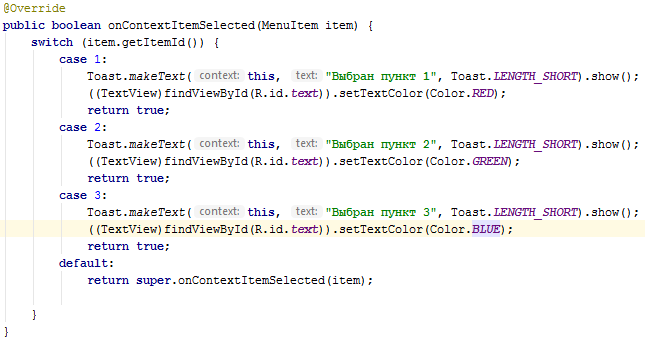 @Override
public boolean onContextItemSelected(MenuItem item) {
    switch (item.getItemId()) {
        case 1:
            Toast.makeText( context: this, text: "Выбран пункт 1", Toast.LENGTH_SHORT).show();
            ((TextView)findViewById(R.id.text)).setTextColor(Color.RED);
            return true;
        case 2:
            Toast.makeText( context: this, text: "Выбран пункт 2", Toast.LENGTH_SHORT).show();
            ((TextView)findViewById(R.id.text)).setTextColor(Color.GREEN);
            return true;
        case 3:
            Toast.makeText( context: this, text: "Выбран пункт 3", Toast.LENGTH_SHORT).show();
            ((TextView)findViewById(R.id.text)).setTextColor(Color.BLUE);
            return true;
        default:
            return super.onContextItemSelected(item);
    }
}